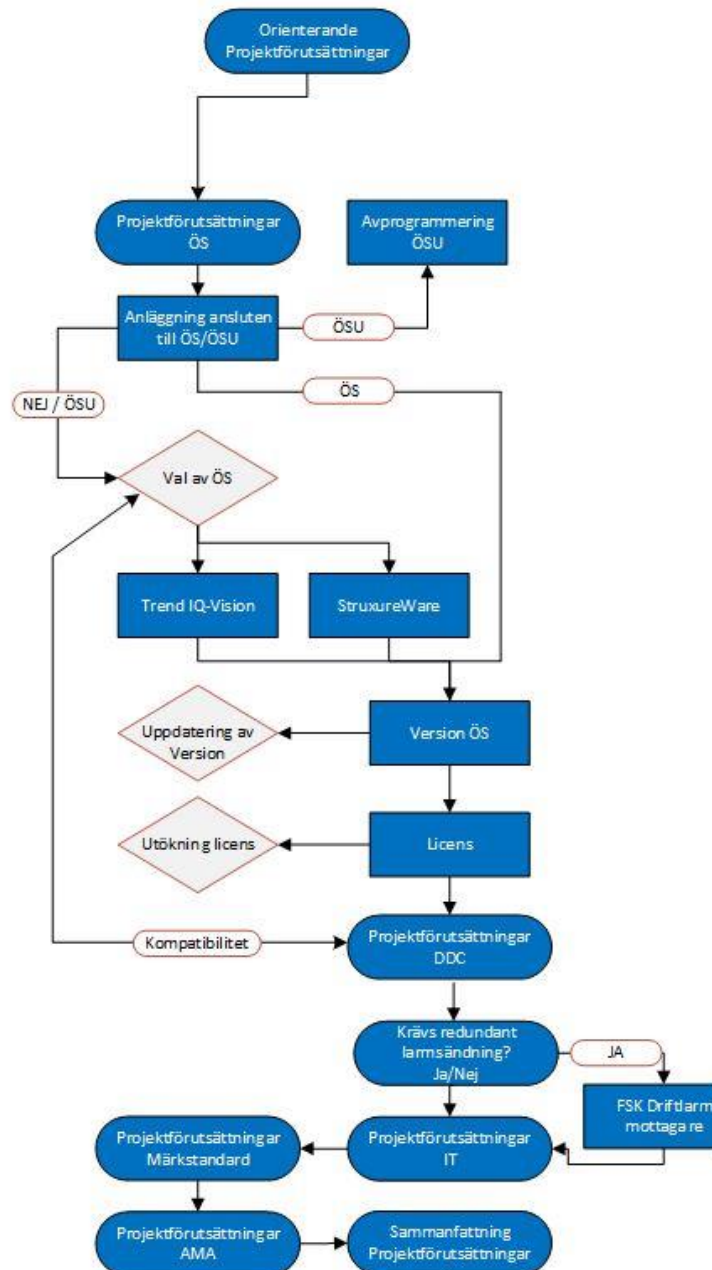 Orienterande
Projektförutsättningar
Projektförutsättningar
ÖS
Avprogrammering
ÖSU
Anläggning ansluten
till ÖS/ÖSU
ÖSU
ÖS
NEJ / ÖSU
Val av ÖS
Trend IQ-Vision
StruxureWare
Uppdatering av
Version
Version ÖS
Utökning licens
Licens
Kompatibilitet
Projektförutsättningar
DDC
Krävs redundant
larmsändning?
Ja/Nej
JA
FSK Driftlarm
mottagare
Projektförutsättningar
Märkstandard
Projektförutsättningar
IT
Projektförutsättningar
AMA
Sammanfattning
Projektförutsättningar